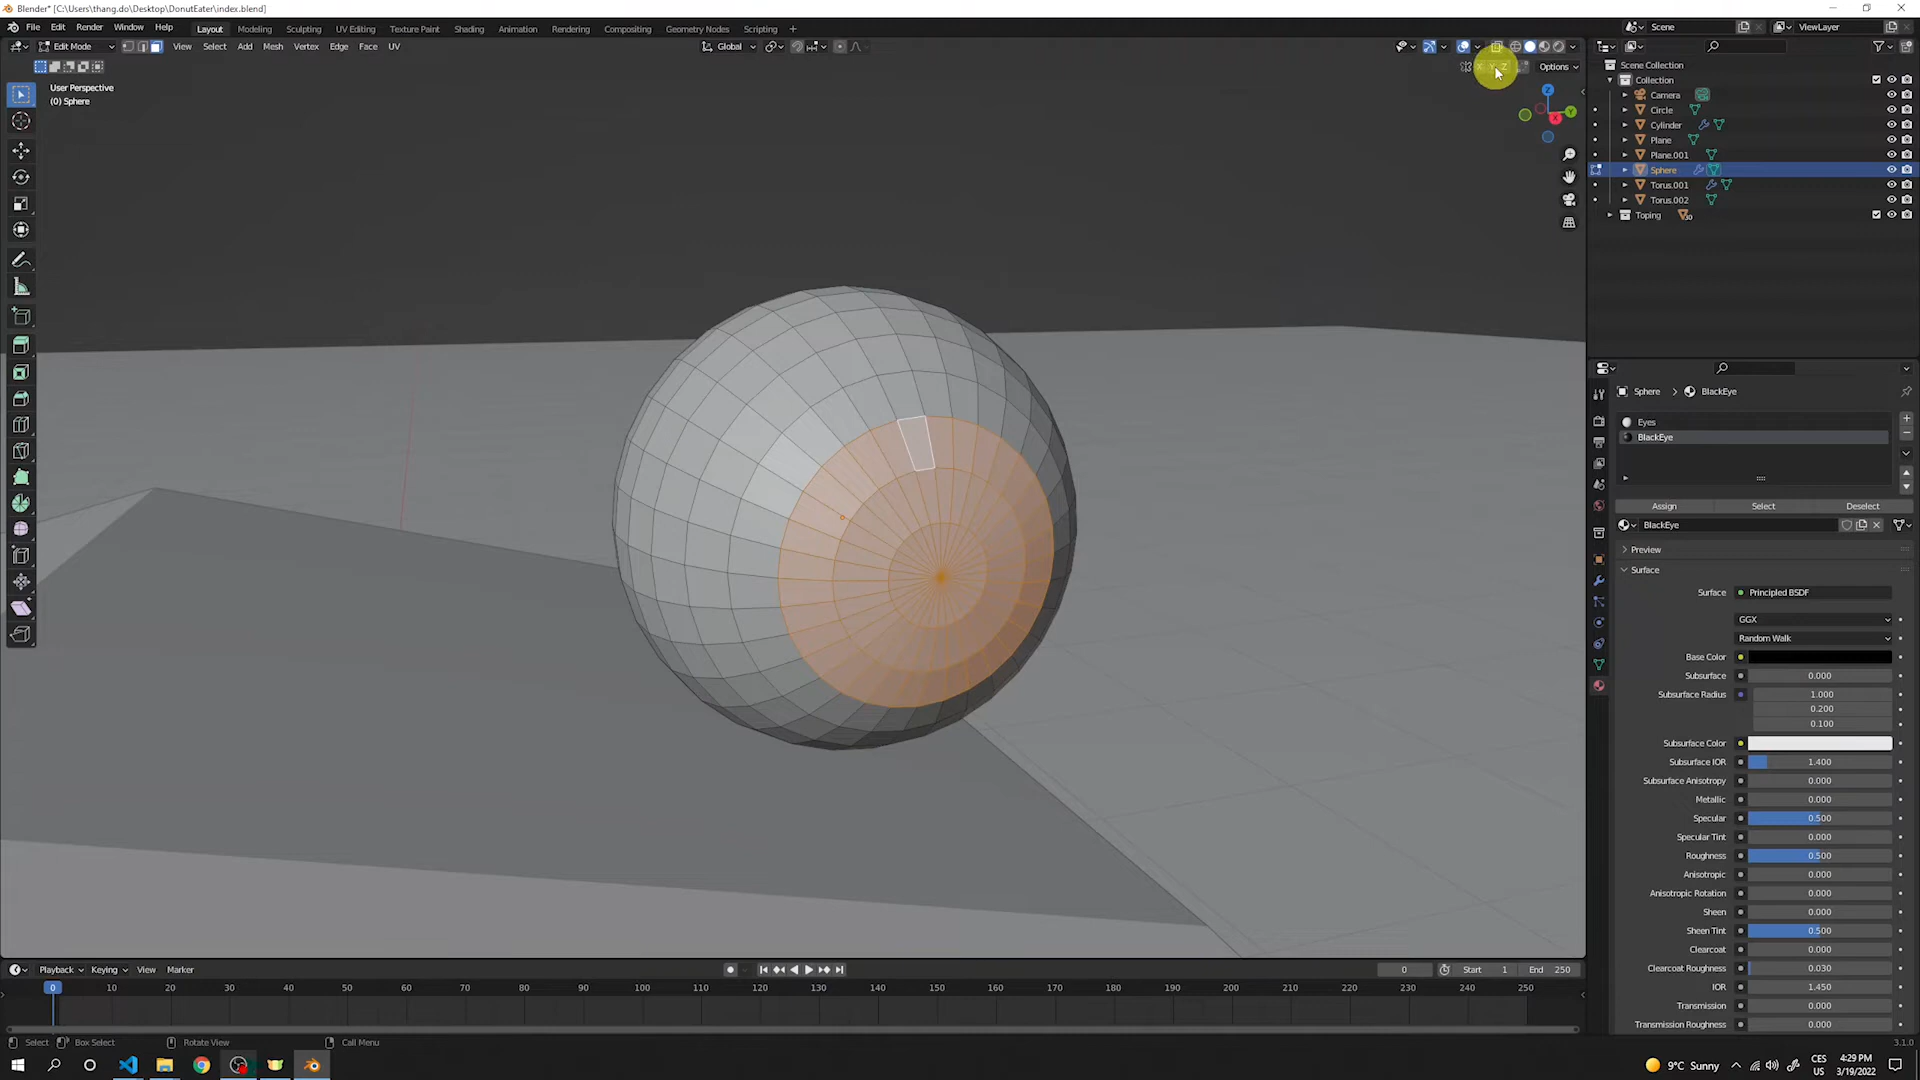 Blender* [C:\Users\thang.do\Desktop\DonutEater\index.blend]
File Edit Render Window Help Layout Modeling Sculpting UV Editing Texture Paint Shading Animation Rendering Compositing Geometry Nodes Scripting + Scene ViewLayer
Edit Mode View Select Add Mesh Vertex Edge Face UV Global
X Y Z Options
User Perspective
(0) Sphere
Z
Y
X
Scene Collection
Collection
Camera
Circle
Cylinder
Plane
Plane.001
Sphere
Torus.001
Torus.002
Toping 30
Sphere > BlackEye
Eyes
BlackEye
Assign Select Deselect
BlackEye
Preview
Surface
Surface Principled BSDF
GGX
Random Walk
Base Color
Subsurface 0.000
Subsurface Radius 1.000
0.200
0.100
Subsurface Color
Subsurface IOR 1.400
Subsurface Anisotropy 0.000
Metallic 0.000
Specular 0.500
Specular Tint 0.000
Roughness 0.500
Anisotropic 0.000
Anisotropic Rotation 0.000
Sheen 0.000
Sheen Tint 0.500
Clearcoat 0.000
Clearcoat Roughness 0.030
IOR 1.450
Transmission 0.000
Transmission Roughness 0.000
Playback Keying View Marker 0 Start 1 End 250
0 10 20 30 40 50 60 70 80 90 100 110 120 130 140 150 160 170 180 190 200 210 220 230 240 250
Select Box Select Rotate View Call Menu 3.1.0
9°C Sunny CES US 4:29 PM 3/19/2022